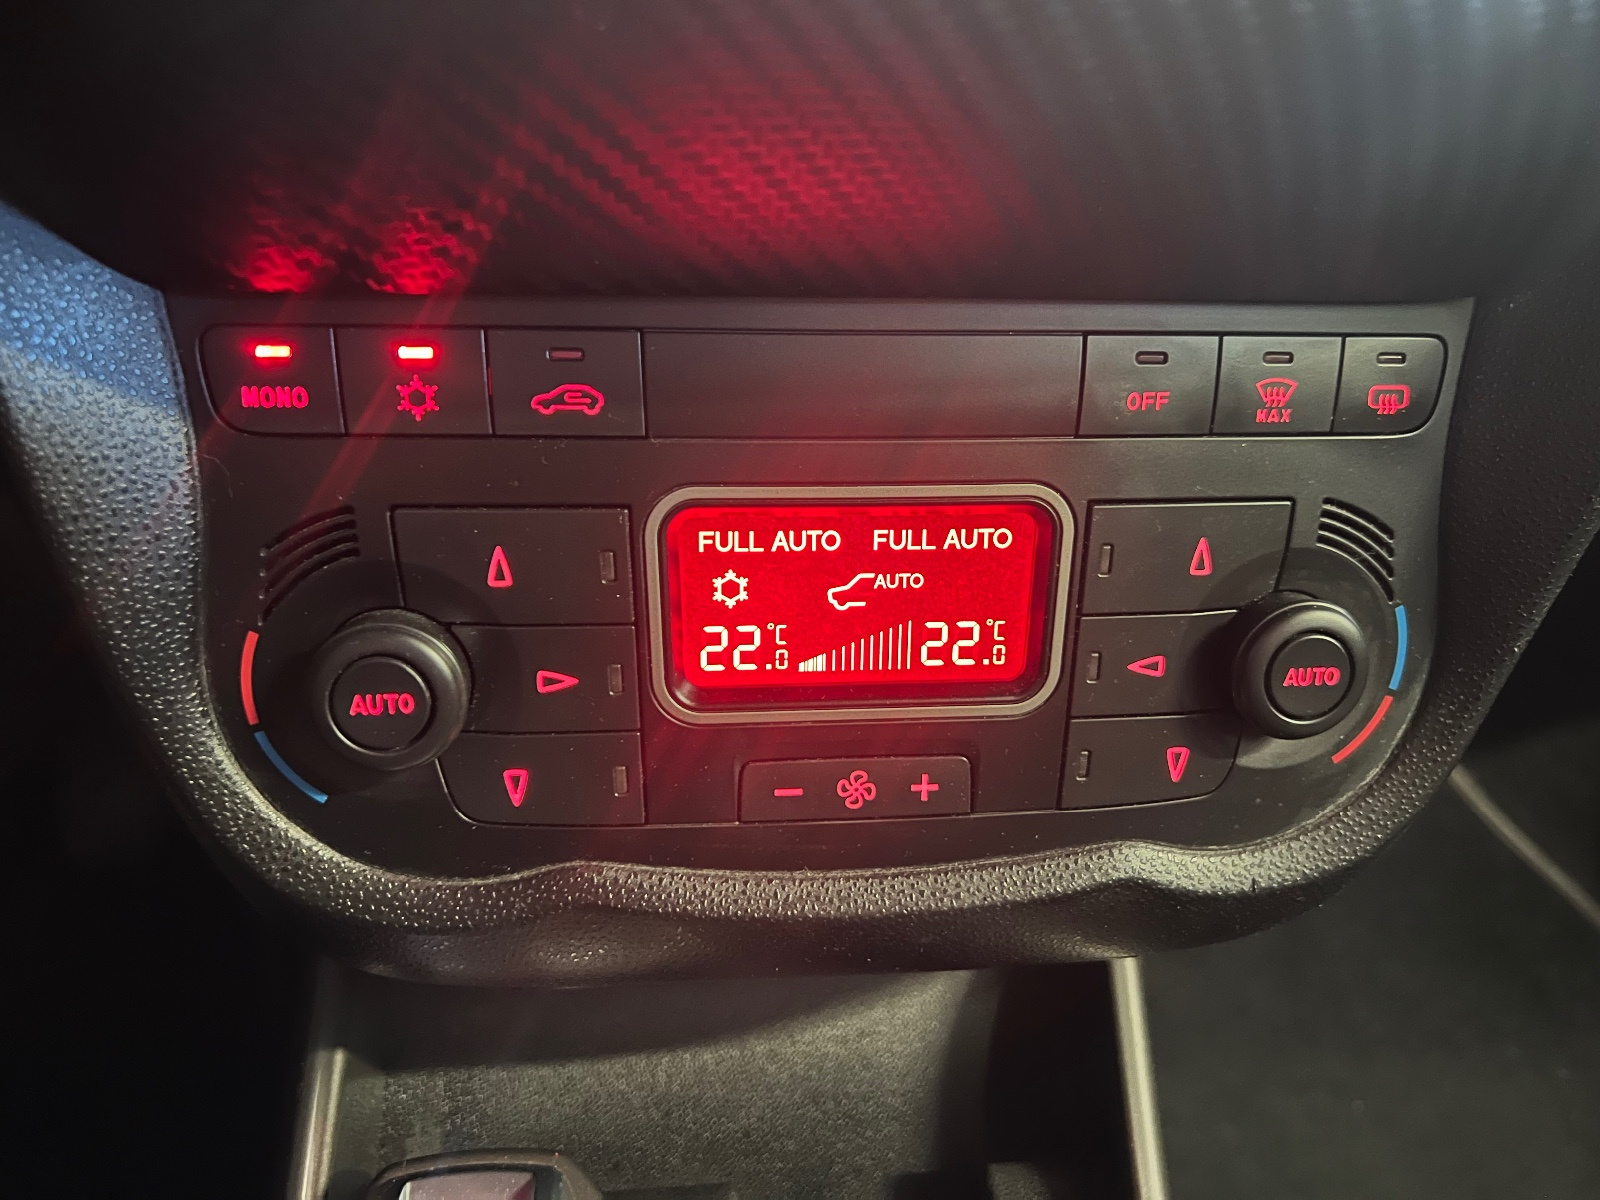 MONO
OFF
MAX
FULL AUTO FULL AUTO
AUTO
22.0°C 22.0°C
AUTO
AUTO
- +